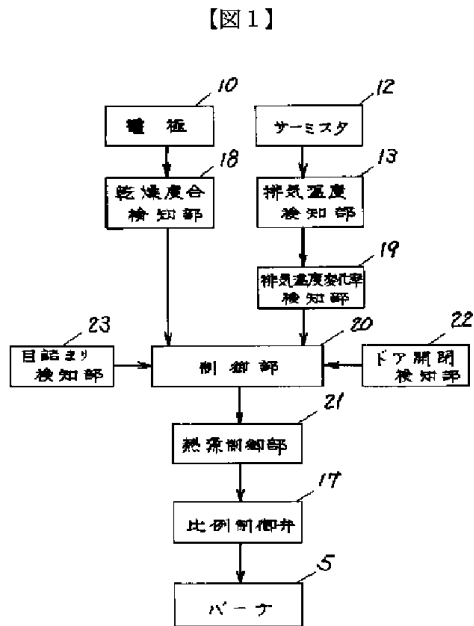 【図1】
10
12
電極
サーミスタ
18
13
乾燥度合
検知部
排気温度
検知部
19
排気温度変化率
検知部
23
20
22
目詰まり
検知部
制御部
ドア開閉
検知部
21
熱源制御部
17
比例制御弁
5
バーナ